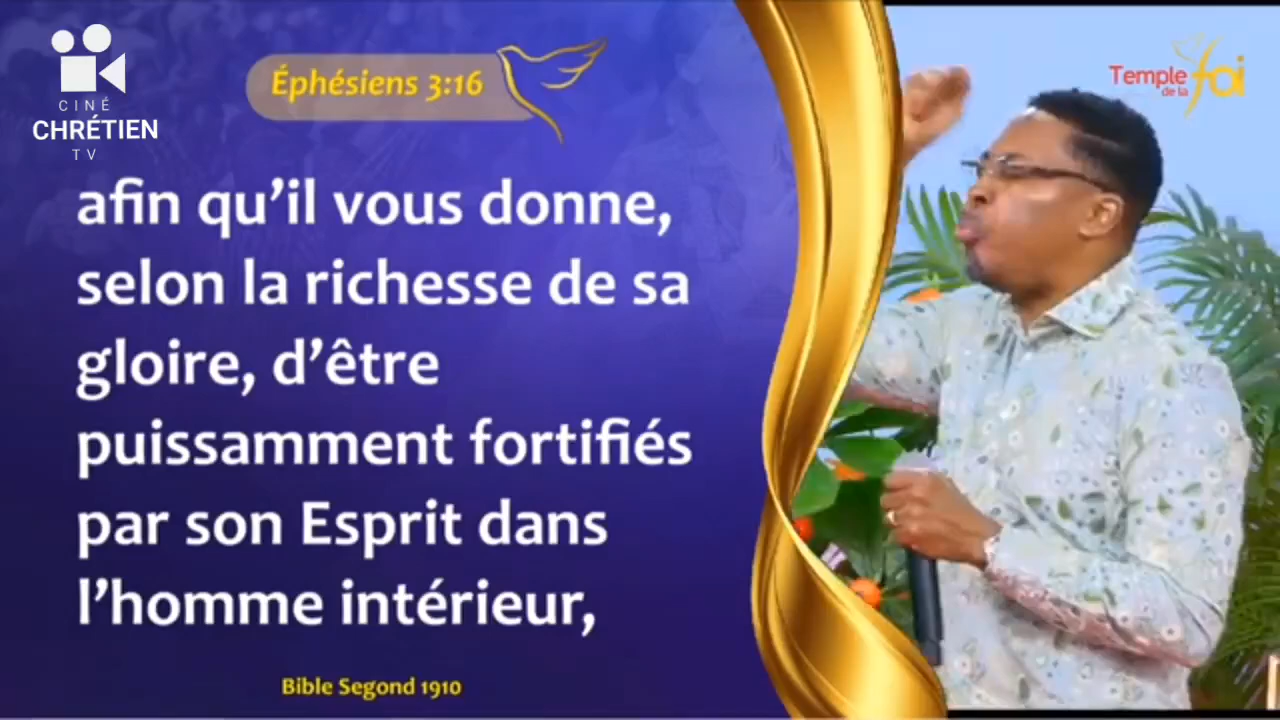 CINÉ
CHRÉTIEN
TV
Éphésiens 3:16
Temple
de la
foi
afin qu’il vous donne,
selon la richesse de sa
gloire, d’être
puissamment fortifiés
par son Esprit dans
l’homme intérieur,
Bible Segond 1910